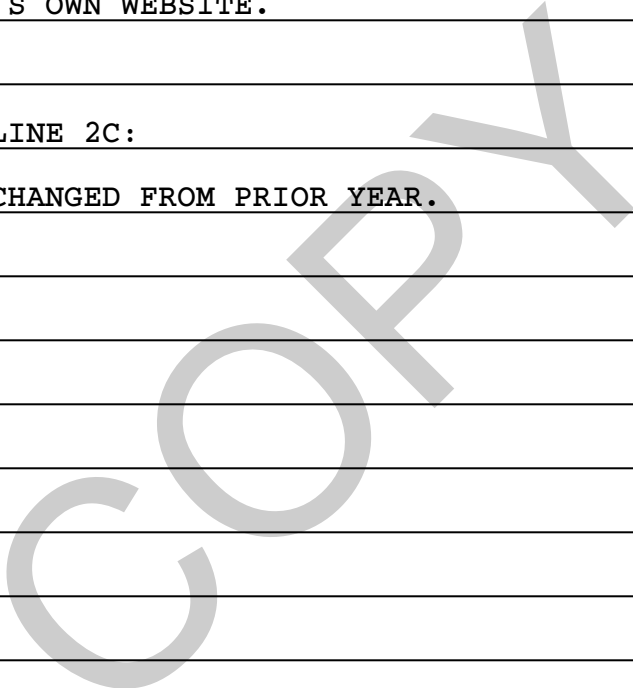 'S OWN WEBSITE.
LINE 2C:
CHANGED FROM PRIOR YEAR.
COPY